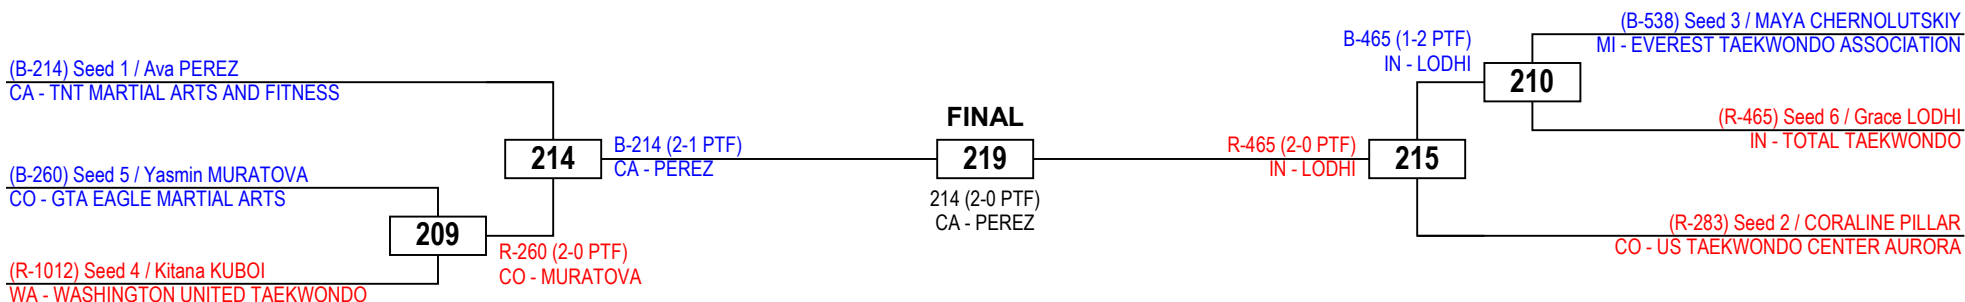 (B-214) Seed 1 / Ava PEREZ
CA - TNT MARTIAL ARTS AND FITNESS
(B-260) Seed 5 / Yasmin MURATOVA
CO - GTA EAGLE MARTIAL ARTS
209
(R-1012) Seed 4 / Kitana KUBOI
WA - WASHINGTON UNITED TAEKWONDO
R-260 (2-0 PTF)
CO - MURATOVA
214
B-214 (2-1 PTF)
CA - PEREZ
FINAL
219
214 (2-0 PTF)
CA - PEREZ
R-465 (2-0 PTF)
IN - LODHI
215
B-465 (1-2 PTF)
IN - LODHI
210
(B-538) Seed 3 / MAYA CHERNOLUTSKIY
MI - EVEREST TAEKWONDO ASSOCIATION
(R-465) Seed 6 / Grace LODHI
IN - TOTAL TAEKWONDO
(R-283) Seed 2 / CORALINE PILLAR
CO - US TAEKWONDO CENTER AURORA